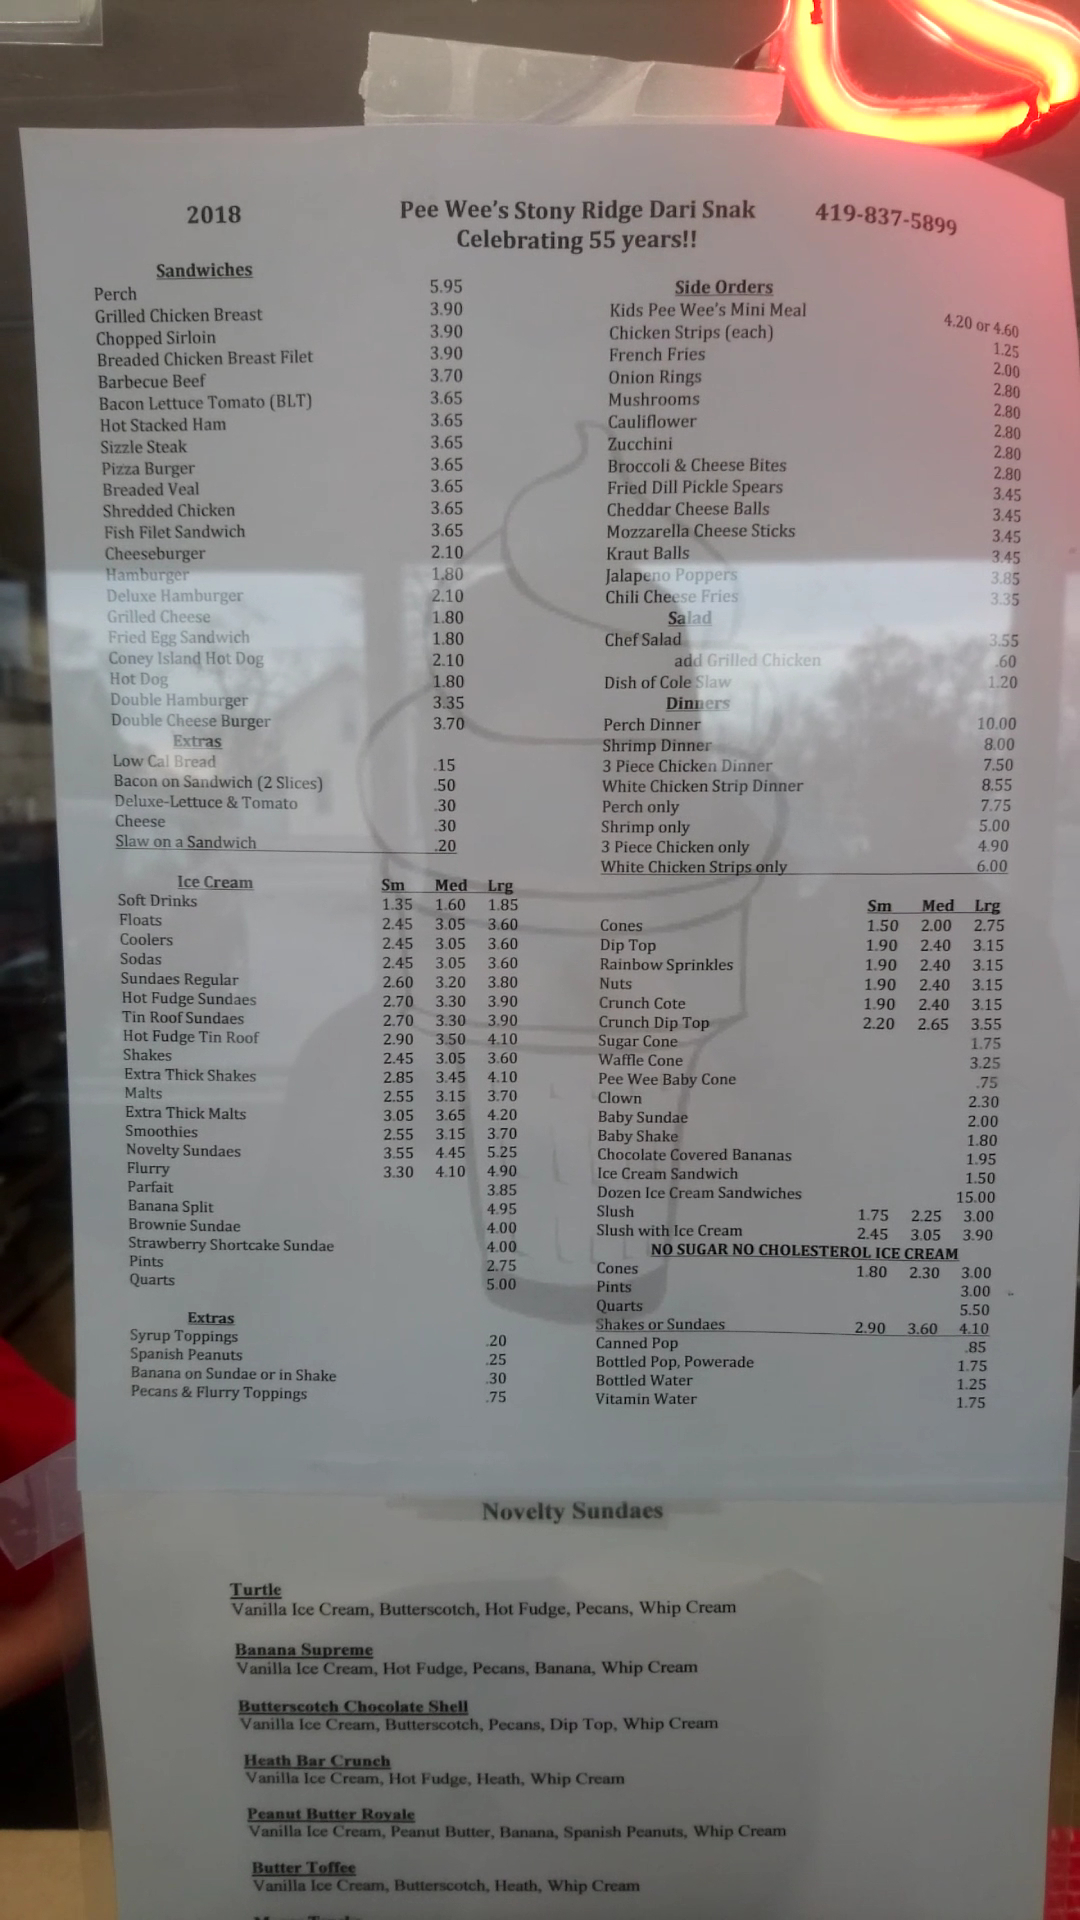 2018 Pee Wee's Stony Ridge Dari Snak 419-837-5899
Celebrating 55 years!!
Sandwiches
Perch 5.95
Grilled Chicken Breast 3.90
Chopped Sirloin 3.90
Breaded Chicken Breast Filet 3.90
Barbecue Beef 3.70
Bacon Lettuce Tomato (BLT) 3.65
Hot Stacked Ham 3.65
Sizzle Steak 3.65
Pizza Burger 3.65
Breaded Veal 3.65
Shredded Chicken 3.65
Fish Filet Sandwich 3.65
Cheeseburger 2.10
Hamburger 1.80
Deluxe Hamburger 2.10
Grilled Cheese 1.80
Fried Egg Sandwich 1.80
Coney Island Hot Dog 2.10
Hot Dog 1.80
Double Hamburger 3.35
Double Cheese Burger 3.70
Extras
Low Cal Bread .15
Bacon on Sandwich (2 Slices) .50
Deluxe-Lettuce & Tomato .30
Cheese .30
Slaw on a Sandwich .20
Side Orders
Kids Pee Wee's Mini Meal 4.20 or 4.60
Chicken Strips (each) 1.25
French Fries 2.00
Onion Rings 2.80
Mushrooms 2.80
Cauliflower 2.80
Zucchini 2.80
Broccoli & Cheese Bites 2.80
Fried Dill Pickle Spears 3.45
Cheddar Cheese Balls 3.45
Mozzarella Cheese Sticks 3.45
Kraut Balls 3.45
Jalapeno Poppers 3.85
Chili Cheese Fries 3.35
Salad
Chef Salad 3.55
add Grilled Chicken .60
Dish of Cole Slaw 1.20
Dinners
Perch Dinner 10.00
Shrimp Dinner 8.00
3 Piece Chicken Dinner 7.50
White Chicken Strip Dinner 8.55
Perch only 7.75
Shrimp only 5.00
3 Piece Chicken only 4.90
White Chicken Strips only 6.00
Ice Cream Sm Med Lrg
Soft Drinks 1.35 1.60 1.85
Floats 2.45 3.05 3.60
Coolers 2.45 3.05 3.60
Sodas 2.45 3.05 3.60
Sundaes Regular 2.60 3.20 3.80
Hot Fudge Sundaes 2.70 3.30 3.90
Tin Roof Sundaes 2.70 3.30 3.90
Hot Fudge Tin Roof 2.90 3.50 4.10
Shakes 2.45 3.05 3.60
Extra Thick Shakes 2.85 3.45 4.10
Malts 2.55 3.15 3.70
Extra Thick Malts 3.05 3.65 4.20
Smoothies 2.55 3.15 3.70
Novelty Sundaes 3.55 4.45 5.25
Flurry 3.30 4.10 4.90
Parfait 3.85
Banana Split 4.95
Brownie Sundae 4.00
Strawberry Shortcake Sundae 4.00
Pints 2.75
Quarts 5.00
Extras
Syrup Toppings .20
Spanish Peanuts .25
Banana on Sundae or in Shake .30
Pecans & Flurry Toppings .75
Sm Med Lrg
Cones 1.50 2.00 2.75
Dip Top 1.90 2.40 3.15
Rainbow Sprinkles 1.90 2.40 3.15
Nuts 1.90 2.40 3.15
Crunch Cote 1.90 2.40 3.15
Crunch Dip Top 2.20 2.65 3.55
Sugar Cone 1.75
Waffle Cone 3.25
Pee Wee Baby Cone .75
Clown 2.30
Baby Sundae 2.00
Baby Shake 1.80
Chocolate Covered Bananas 1.95
Ice Cream Sandwich 1.50
Dozen Ice Cream Sandwiches 15.00
Slush 1.75 2.25 3.00
Slush with Ice Cream 2.45 3.05 3.90
NO SUGAR NO CHOLESTEROL ICE CREAM
Cones 1.80 2.30 3.00
Pints 3.00
Quarts 5.50
Shakes or Sundaes 2.90 3.60 4.10
Canned Pop .85
Bottled Pop, Powerade 1.75
Bottled Water 1.25
Vitamin Water 1.75
Novelty Sundaes
Turtle
Vanilla Ice Cream, Butterscotch, Hot Fudge, Pecans, Whip Cream
Banana Supreme
Vanilla Ice Cream, Hot Fudge, Pecans, Banana, Whip Cream
Butterscotch Chocolate Shell
Vanilla Ice Cream, Butterscotch, Pecans, Dip Top, Whip Cream
Heath Bar Crunch
Vanilla Ice Cream, Hot Fudge, Heath, Whip Cream
Peanut Butter Royale
Vanilla Ice Cream, Peanut Butter, Banana, Spanish Peanuts, Whip Cream
Butter Toffee
Vanilla Ice Cream, Butterscotch, Heath, Whip Cream